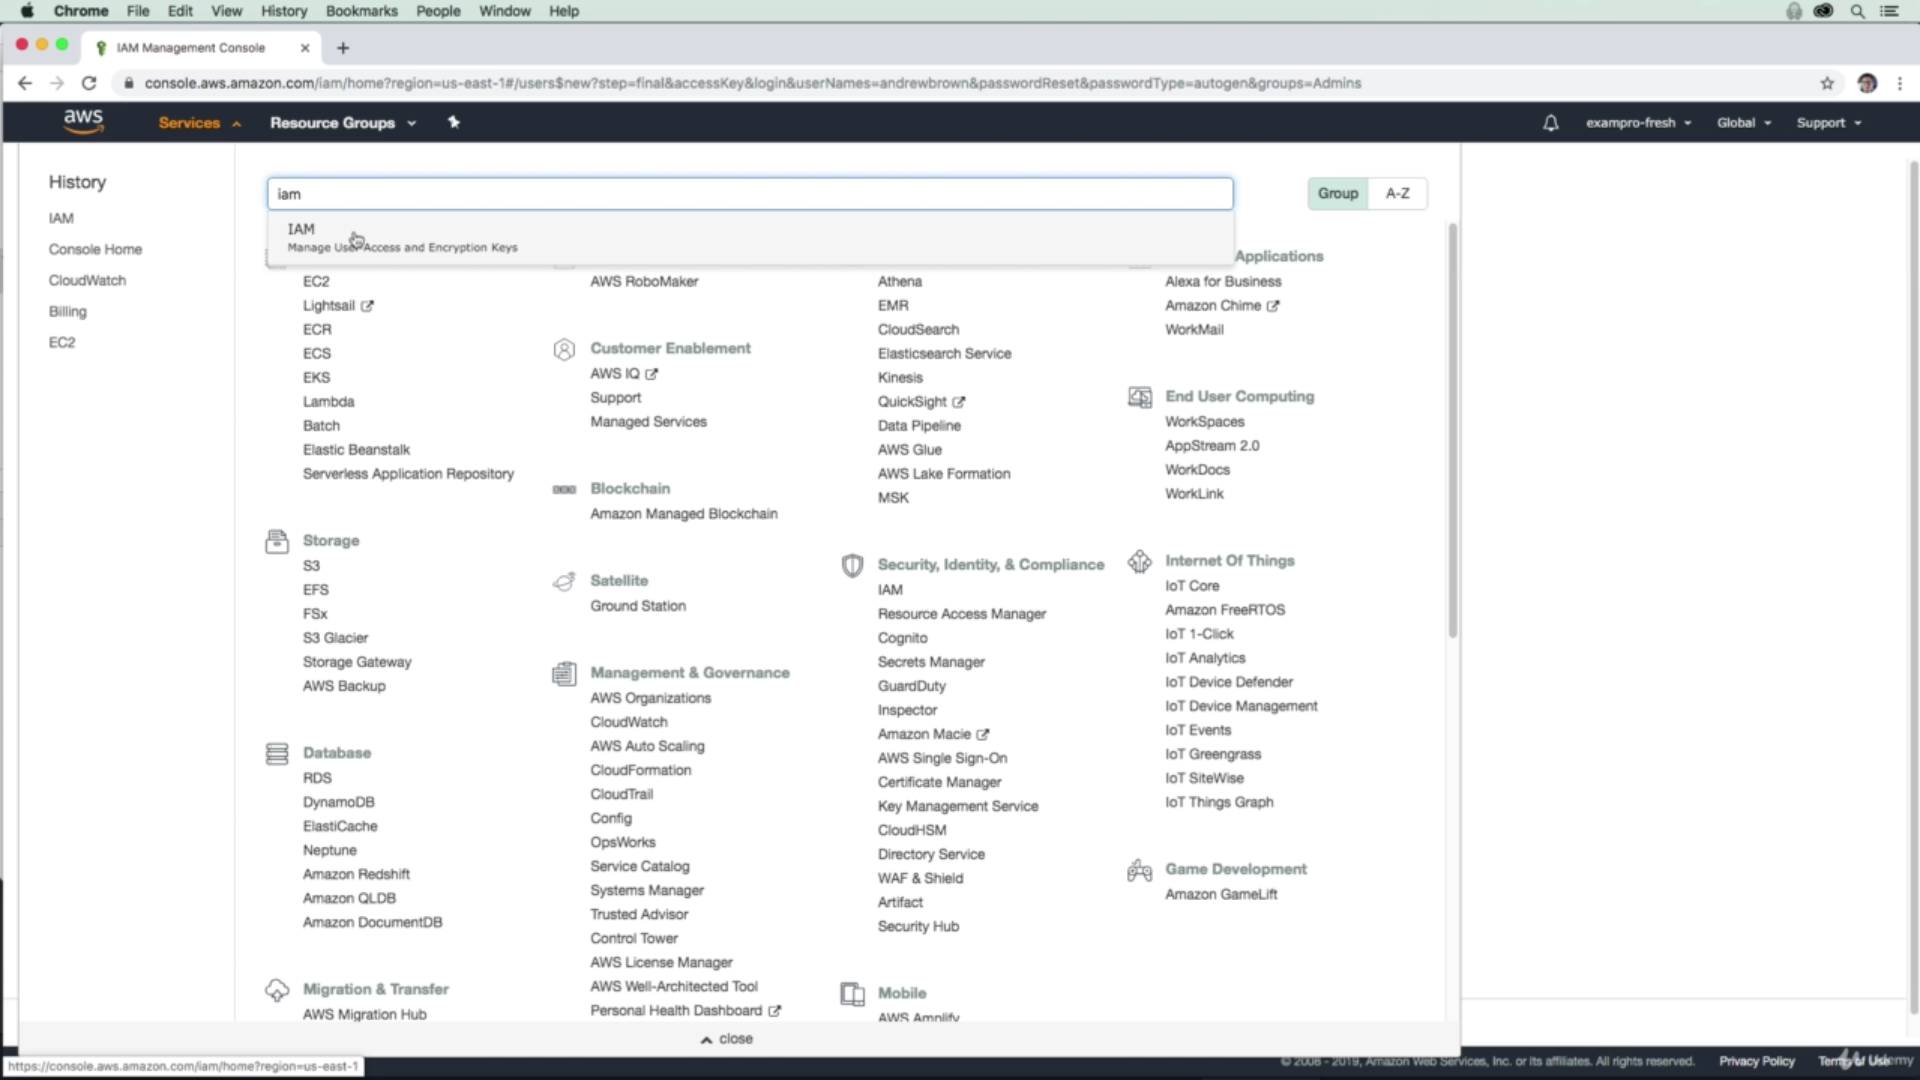 Chrome File Edit View History Bookmarks People Window Help
IAM Management Console
console.aws.amazon.com/iam/home?region=us-east-1#/users$new?step=final&accessKey&login&userNames=andrewbrown&passwordReset&passwordType=autogen&groups=Admins
aws Services Resource Groups exampro-fresh Global Support
History
IAM
Console Home
CloudWatch
Billing
EC2
iam
Group A-Z
IAM
Manage User Access and Encryption Keys
EC2
Lightsail
ECR
ECS
EKS
Lambda
Batch
Elastic Beanstalk
Serverless Application Repository
Storage
S3
EFS
FSx
S3 Glacier
Storage Gateway
AWS Backup
Database
RDS
DynamoDB
ElastiCache
Neptune
Amazon Redshift
Amazon QLDB
Amazon DocumentDB
Migration & Transfer
AWS Migration Hub
AWS RoboMaker
Customer Enablement
AWS IQ
Support
Managed Services
Blockchain
Amazon Managed Blockchain
Satellite
Ground Station
Management & Governance
AWS Organizations
CloudWatch
AWS Auto Scaling
CloudFormation
CloudTrail
Config
OpsWorks
Service Catalog
Systems Manager
Trusted Advisor
Control Tower
AWS License Manager
AWS Well-Architected Tool
Personal Health Dashboard
Athena
EMR
CloudSearch
Elasticsearch Service
Kinesis
QuickSight
Data Pipeline
AWS Glue
AWS Lake Formation
MSK
Security, Identity, & Compliance
IAM
Resource Access Manager
Cognito
Secrets Manager
GuardDuty
Inspector
Amazon Macie
AWS Single Sign-On
Certificate Manager
Key Management Service
CloudHSM
Directory Service
WAF & Shield
Artifact
Security Hub
Mobile
AWS Amplify
Applications
Alexa for Business
Amazon Chime
WorkMail
End User Computing
WorkSpaces
AppStream 2.0
WorkDocs
WorkLink
Internet Of Things
IoT Core
Amazon FreeRTOS
IoT 1-Click
IoT Analytics
IoT Device Defender
IoT Device Management
IoT Events
IoT Greengrass
IoT SiteWise
IoT Things Graph
Game Development
Amazon GameLift
close
https://console.aws.amazon.com/iam/home?region=us-east-1
© 2008 - 2019, Amazon Web Services, Inc. or its affiliates. All rights reserved. Privacy Policy Terms of Use